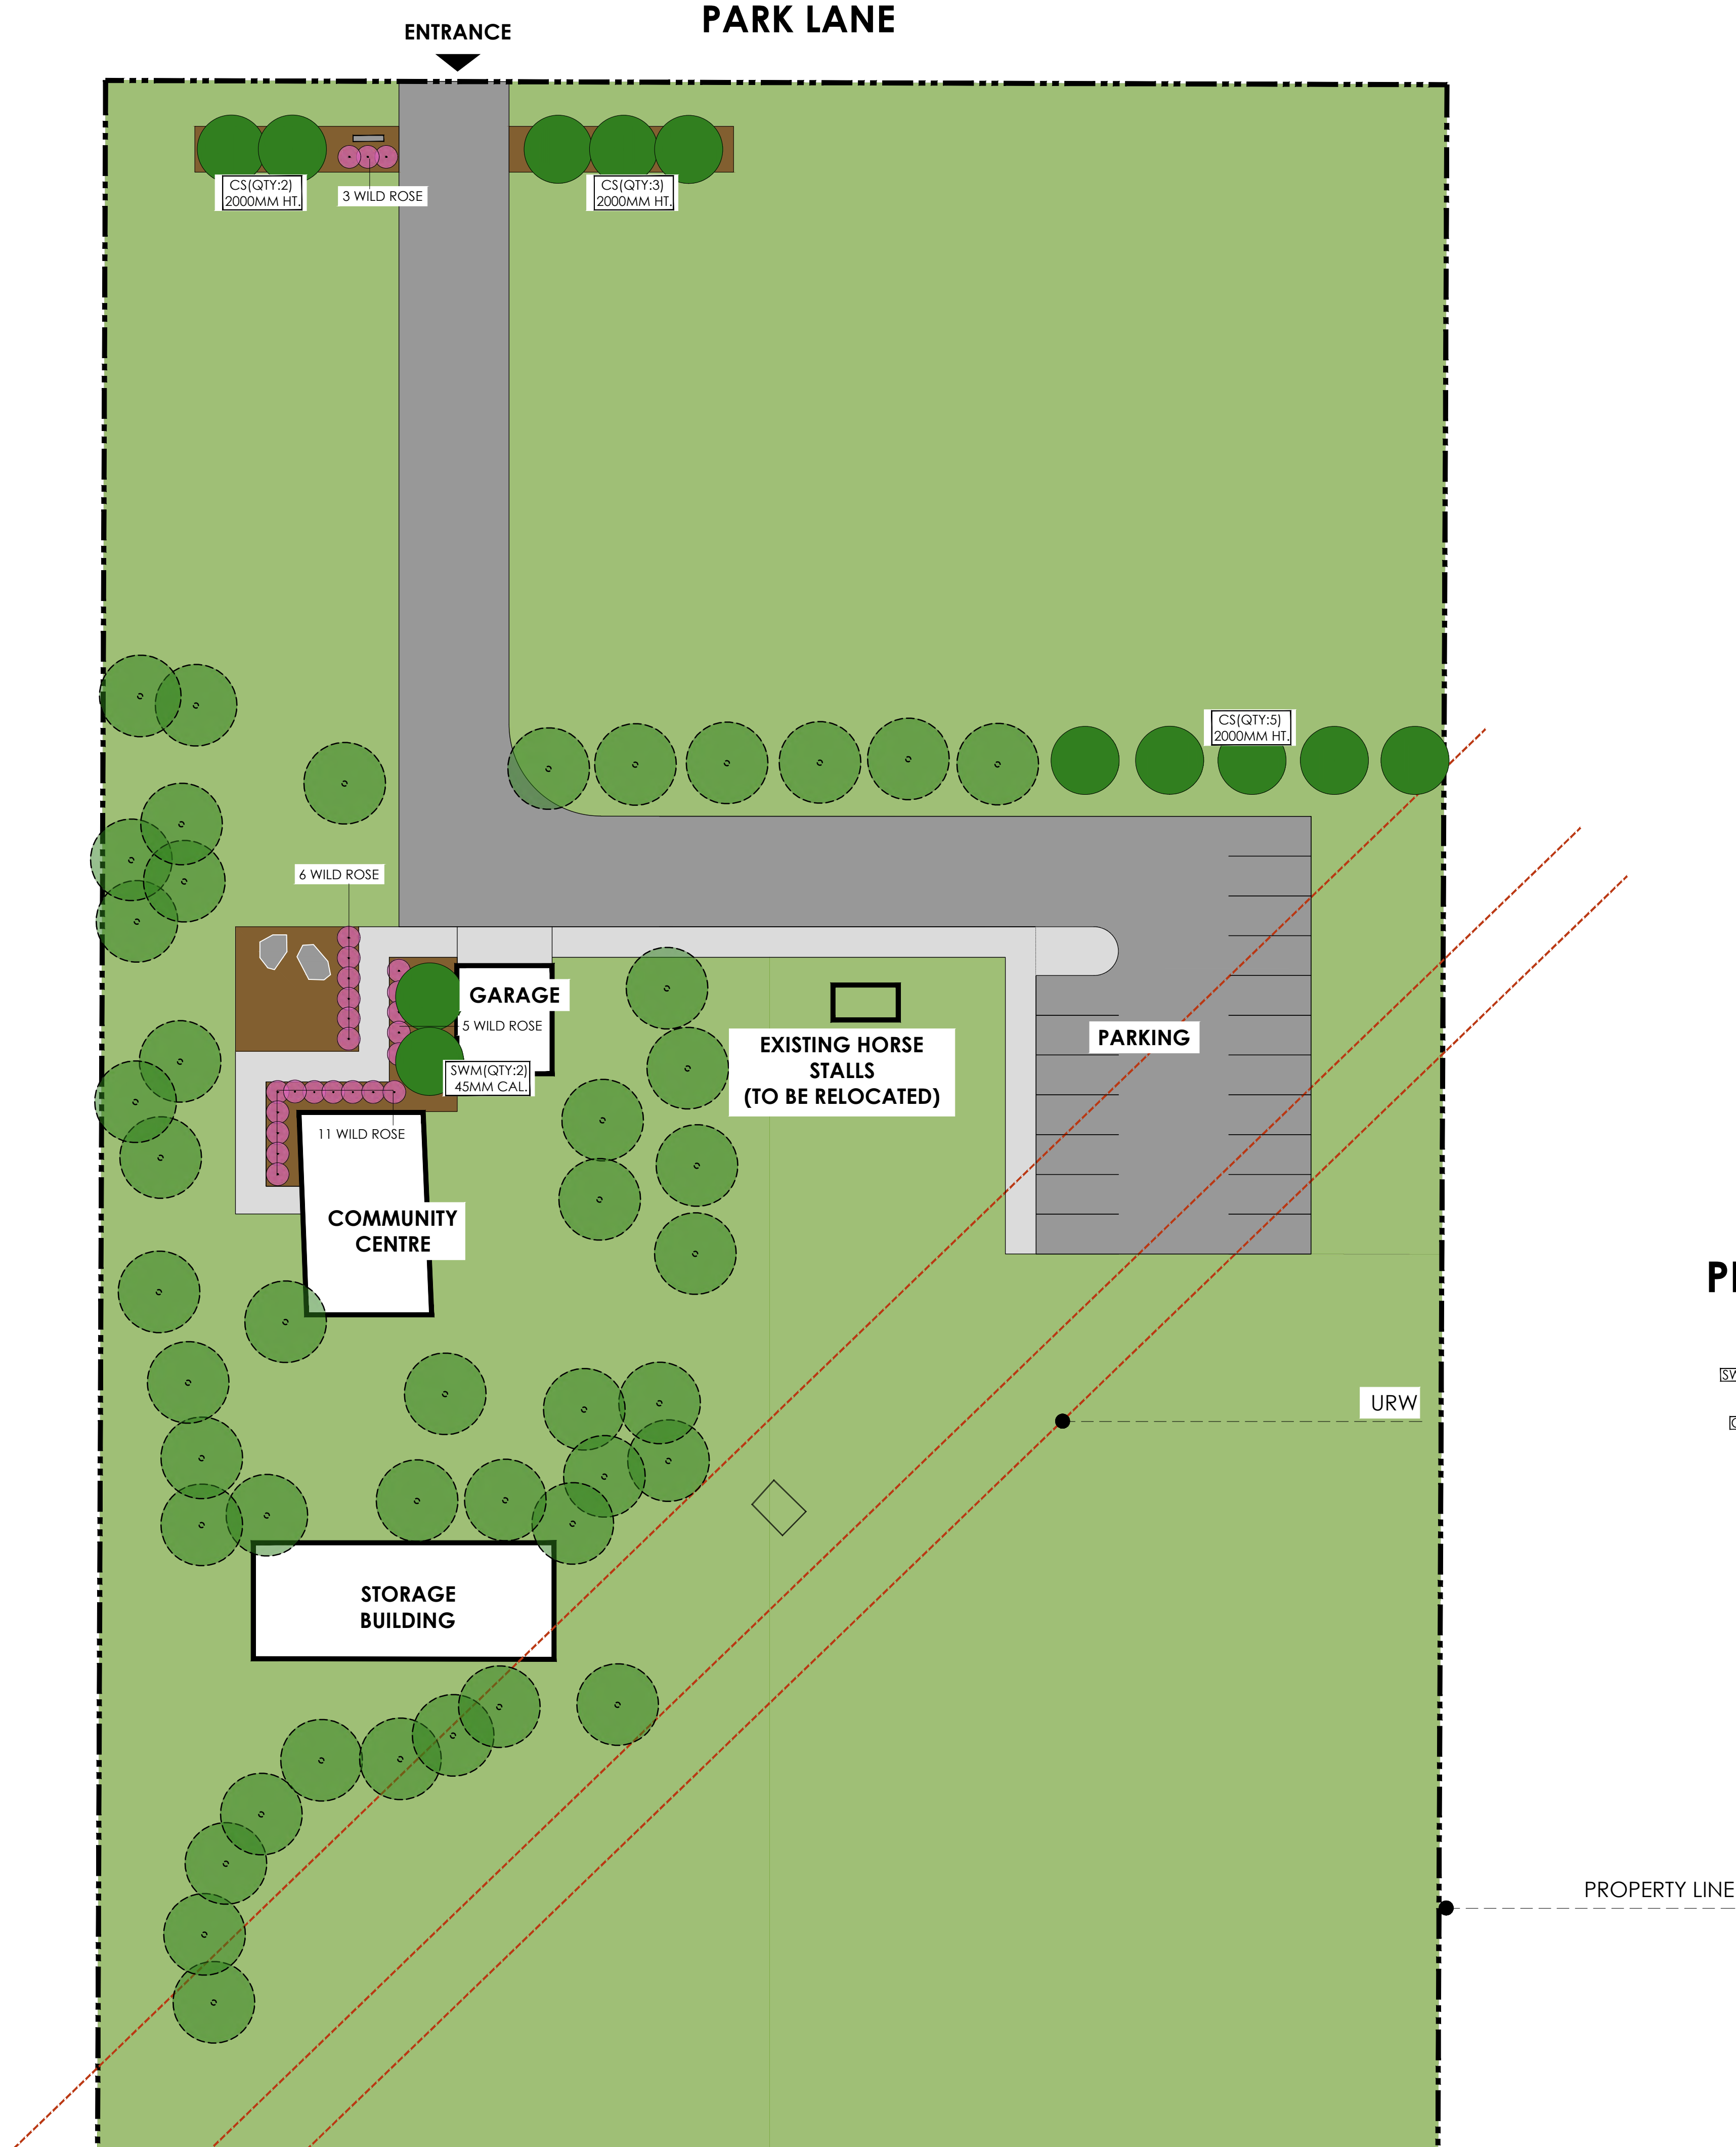 PARK LANE
ENTRANCE
CS(QTY:2)
2000MM HT.
3 WILD ROSE
CS(QTY:3)
2000MM HT.
CS(QTY:5)
2000MM HT.
6 WILD ROSE
GARAGE
5 WILD ROSE
SWM(QTY:2)
45MM CAL.
EXISTING HORSE
STALLS
(TO BE RELOCATED)
PARKING
11 WILD ROSE
COMMUNITY
CENTRE
URW
STORAGE
BUILDING
PROPERTY LINE